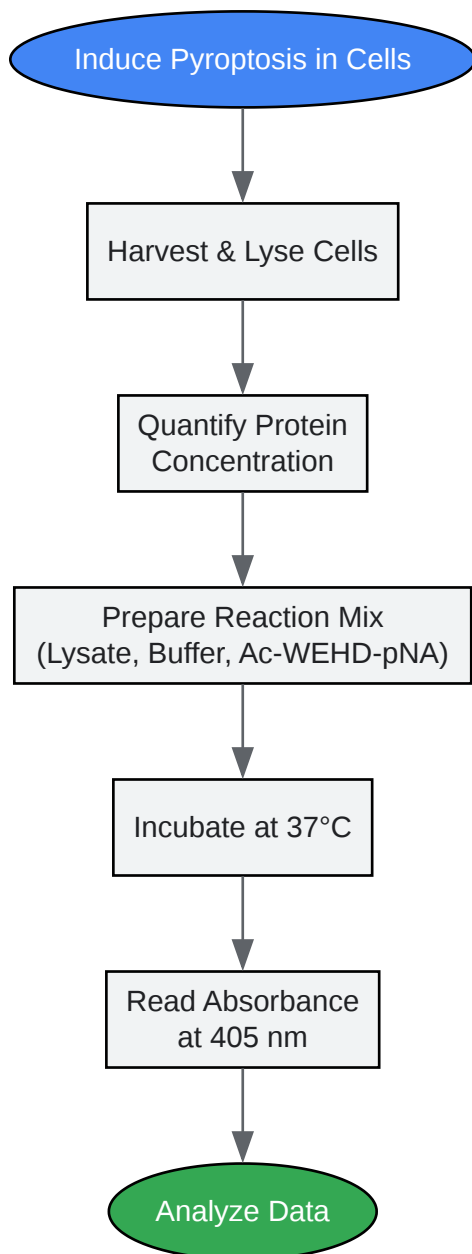 Induce Pyroptosis in Cells
Harvest & Lyse Cells
Quantify Protein
Concentration
Prepare Reaction Mix
(Lysate, Buffer, Ac-WEHD-pNA)
Incubate at 37°C
Read Absorbance
at 405 nm
Analyze Data